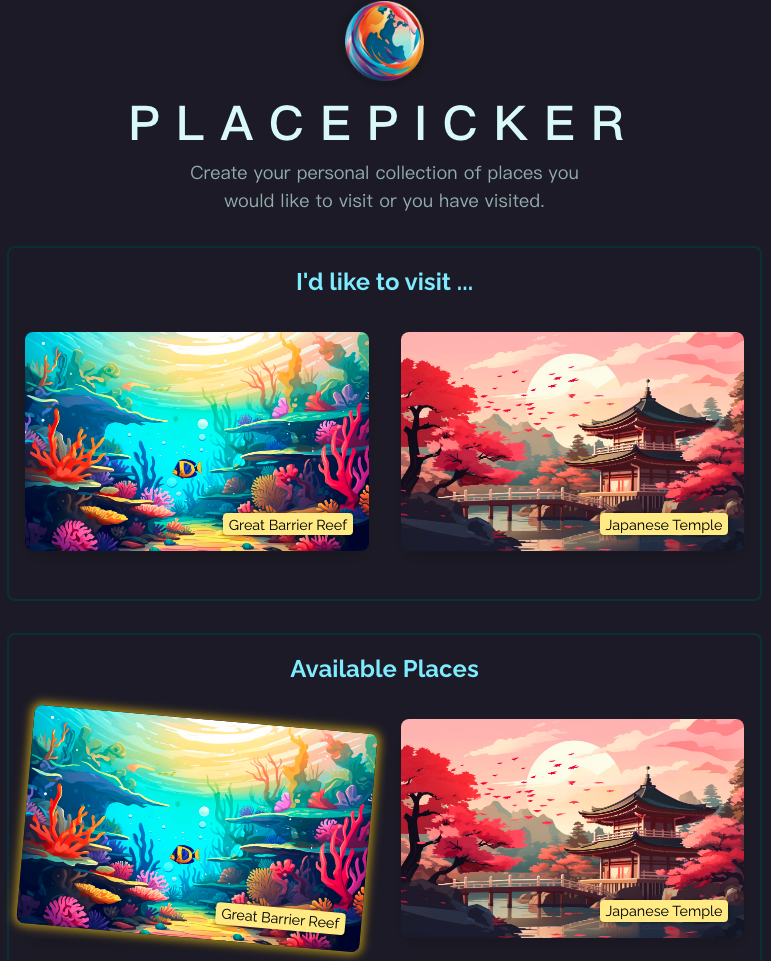 PLACEPICKER
Create your personal collection of places you
would like to visit or you have visited.
I'd like to visit ...
Great Barrier Reef
Japanese Temple
Available Places
Great Barrier Reef
Japanese Temple